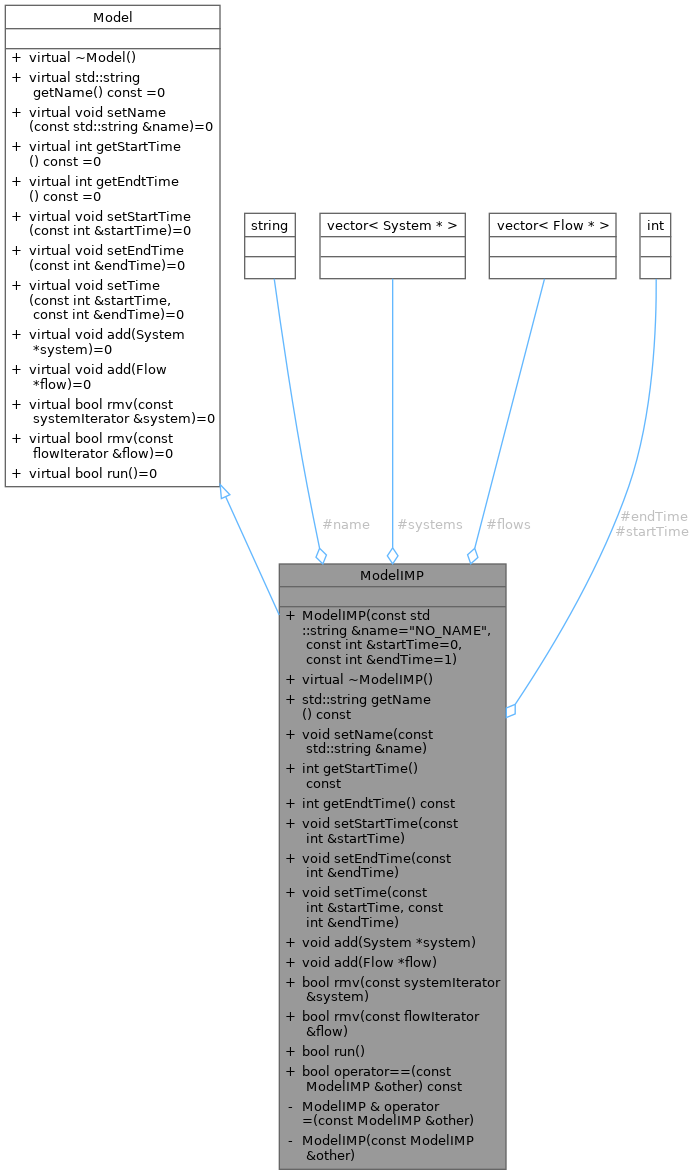 Model
+ virtual ~Model()
+ virtual std::string
getName() const =0
+ virtual void setName
(const std::string &name)=0
+ virtual int getStartTime
() const =0
+ virtual int getEndtTime
() const =0
+ virtual void setStartTime
(const int &startTime)=0
+ virtual void setEndTime
(const int &endTime)=0
+ virtual void setTime
(const int &startTime,
const int &endTime)=0
+ virtual void add(System
*system)=0
+ virtual void add(Flow
*flow)=0
+ virtual bool rmv(const
systemIterator &system)=0
+ virtual bool rmv(const
flowIterator &flow)=0
+ virtual bool run()=0
string
vector< System * >
vector< Flow * >
int
#name
#systems
#flows
#endTime
#startTime
ModelIMP
+ ModelIMP(const std
::string &name="NO_NAME",
const int &startTime=0,
const int &endTime=1)
+ virtual ~ModelIMP()
+ std::string getName
() const
+ void setName(const
std::string &name)
+ int getStartTime()
const
+ int getEndtTime() const
+ void setStartTime(const
int &startTime)
+ void setEndTime(const
int &endTime)
+ void setTime(const
int &startTime, const
int &endTime)
+ void add(System *system)
+ void add(Flow *flow)
+ bool rmv(const systemIterator
&system)
+ bool rmv(const flowIterator
&flow)
+ bool run()
+ bool operator==(const
ModelIMP &other) const
- ModelIMP & operator
=(const ModelIMP &other)
- ModelIMP(const ModelIMP
&other)